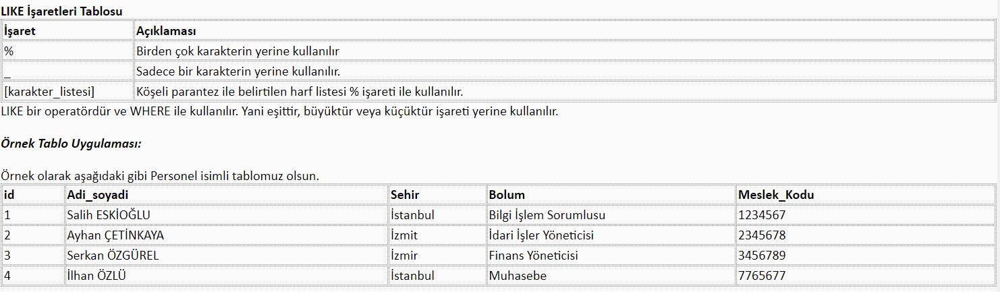 LIKE İşaretleri Tablosu
İşaret Açıklaması
% Birden çok karakterin yerine kullanılır
_ Sadece bir karakterin yerine kullanılır.
[karakter_listesi] Köşeli parantez ile belirtilen harf listesi % işareti ile kullanılır.
LIKE bir operatördür ve WHERE ile kullanılır. Yani eşittir, büyüktür veya küçüktür işareti yerine kullanılır.
Örnek Tablo Uygulaması:
Örnek olarak aşağıdaki gibi Personel isimli tablomuz olsun.
id Adi_soyadi Sehir Bolum Meslek_Kodu
1 Salih ESKİOĞLU İstanbul Bilgi İşlem Sorumlusu 1234567
2 Ayhan ÇETİNKAYA İzmit İdari İşler Yöneticisi 2345678
3 Serkan ÖZGÜREL İzmir Finans Yöneticisi 3456789
4 İlhan ÖZLÜ İstanbul Muhasebe 7765677